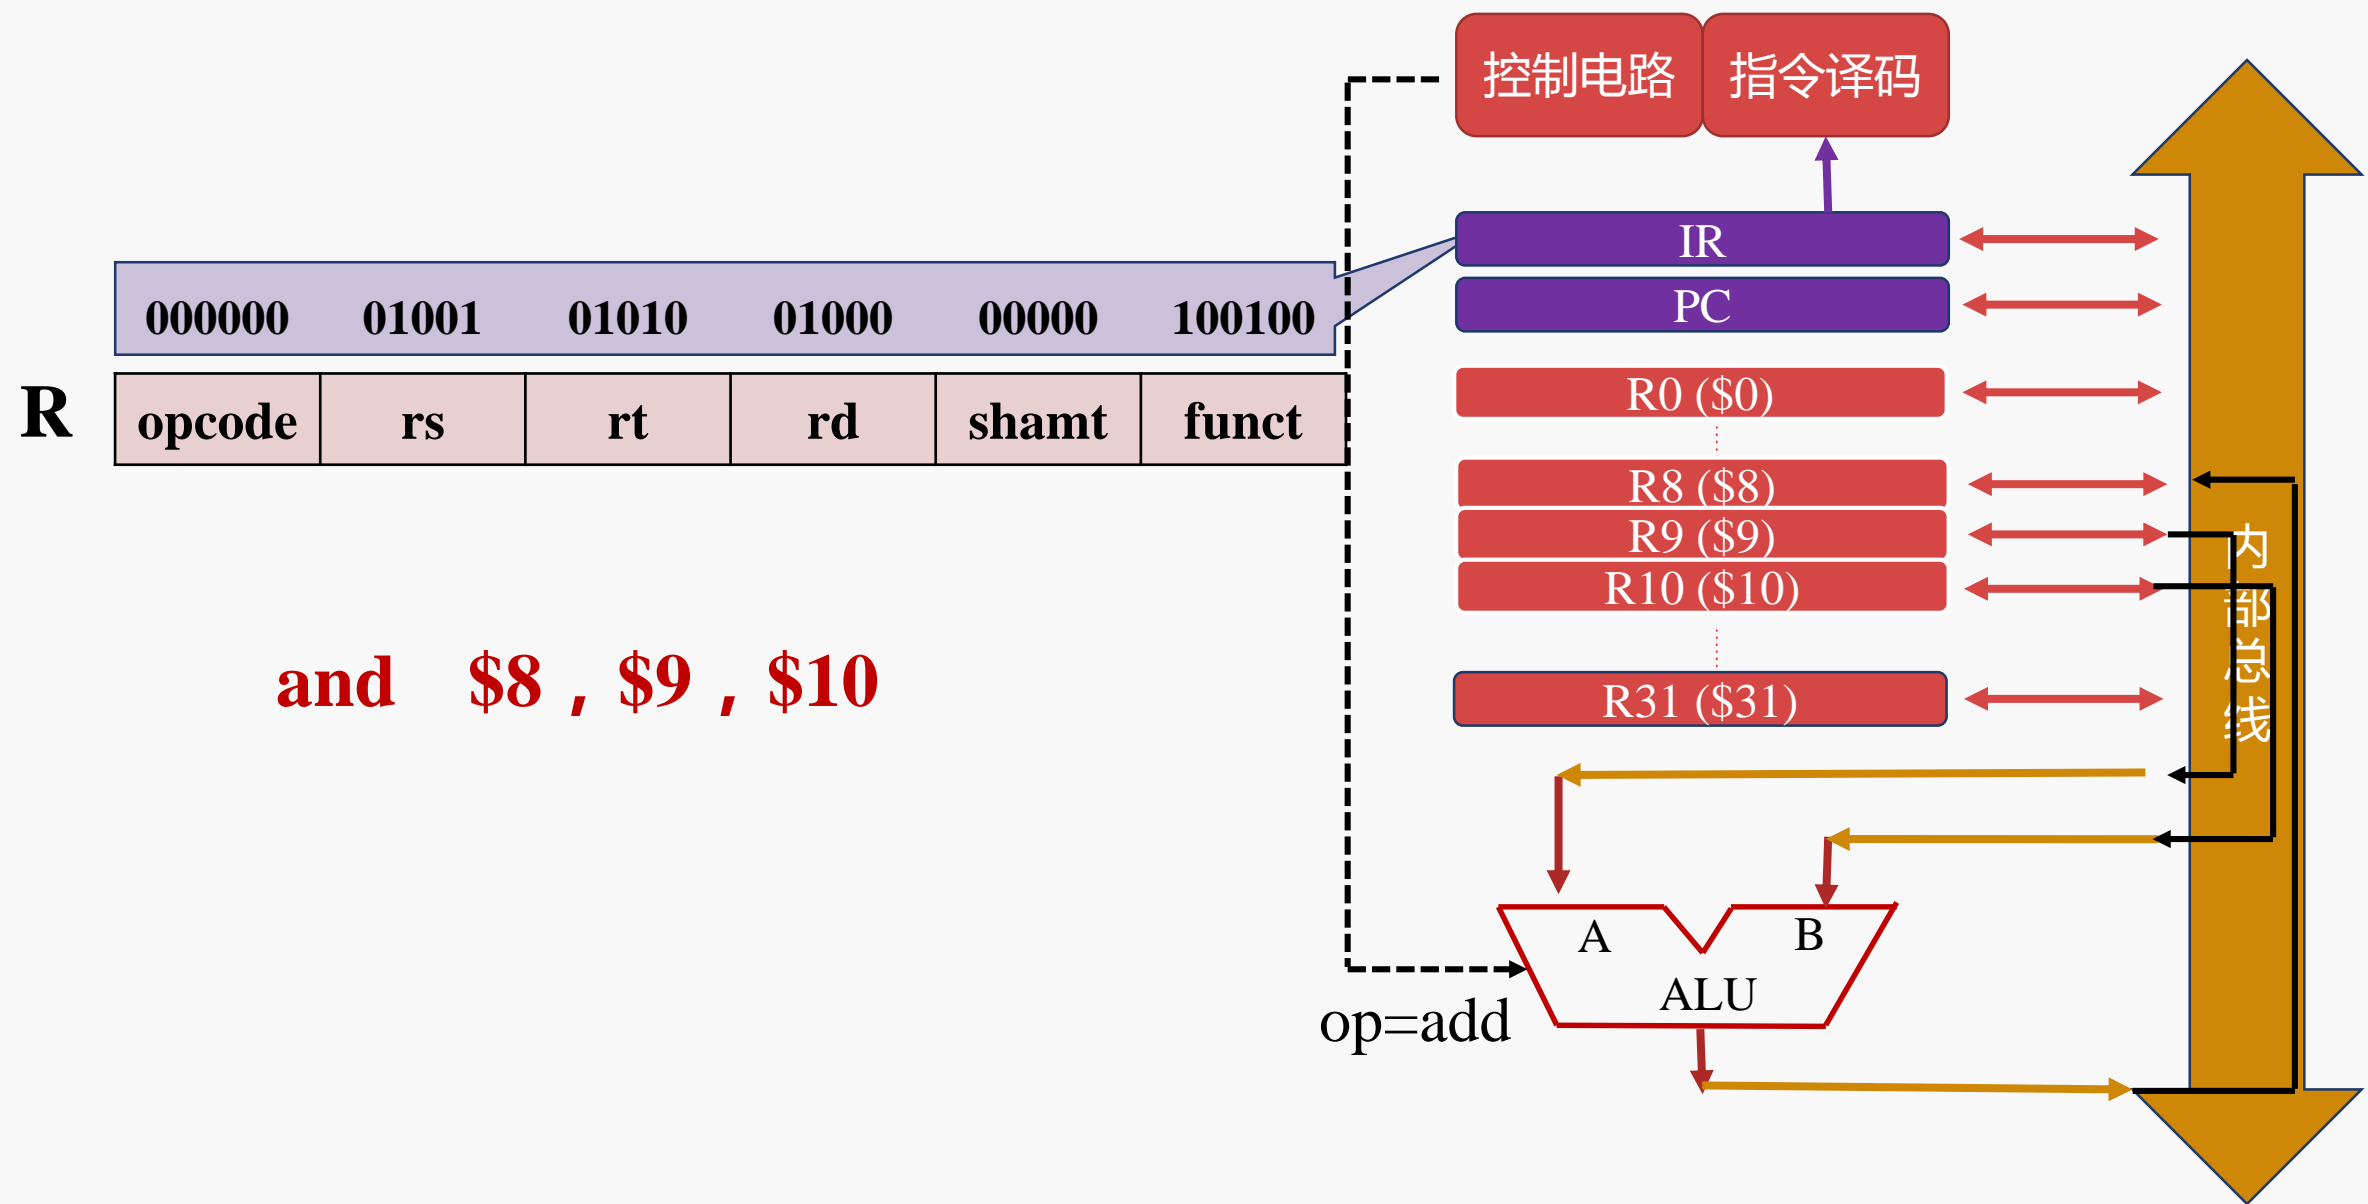 控制电路 指令译码
IR
000000 01001 01010 01000 00000 100100
PC
R opcode rs rt rd shamt funct
R0 ($0)
R8 ($8)
R9 ($9)
R10 ($10)
内部总线
and $8 , $9 , $10
R31 ($31)
A B
ALU
op=add